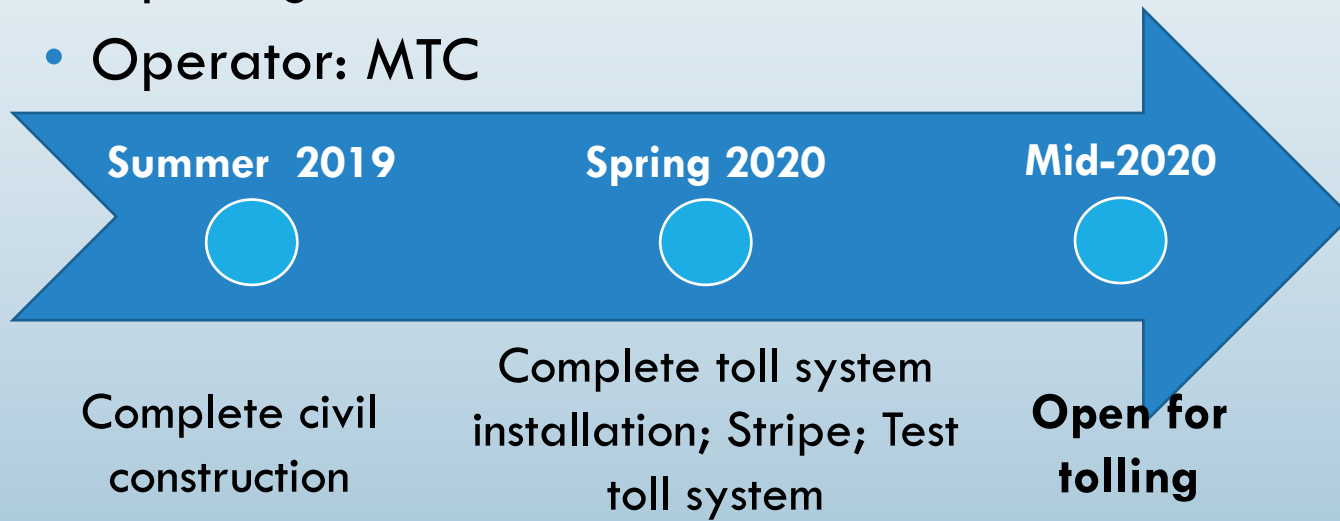 • Operator: MTC
Summer 2019
Spring 2020
Mid-2020
Complete civil
construction
Complete toll system
installation; Stripe; Test
toll system
Open for
tolling